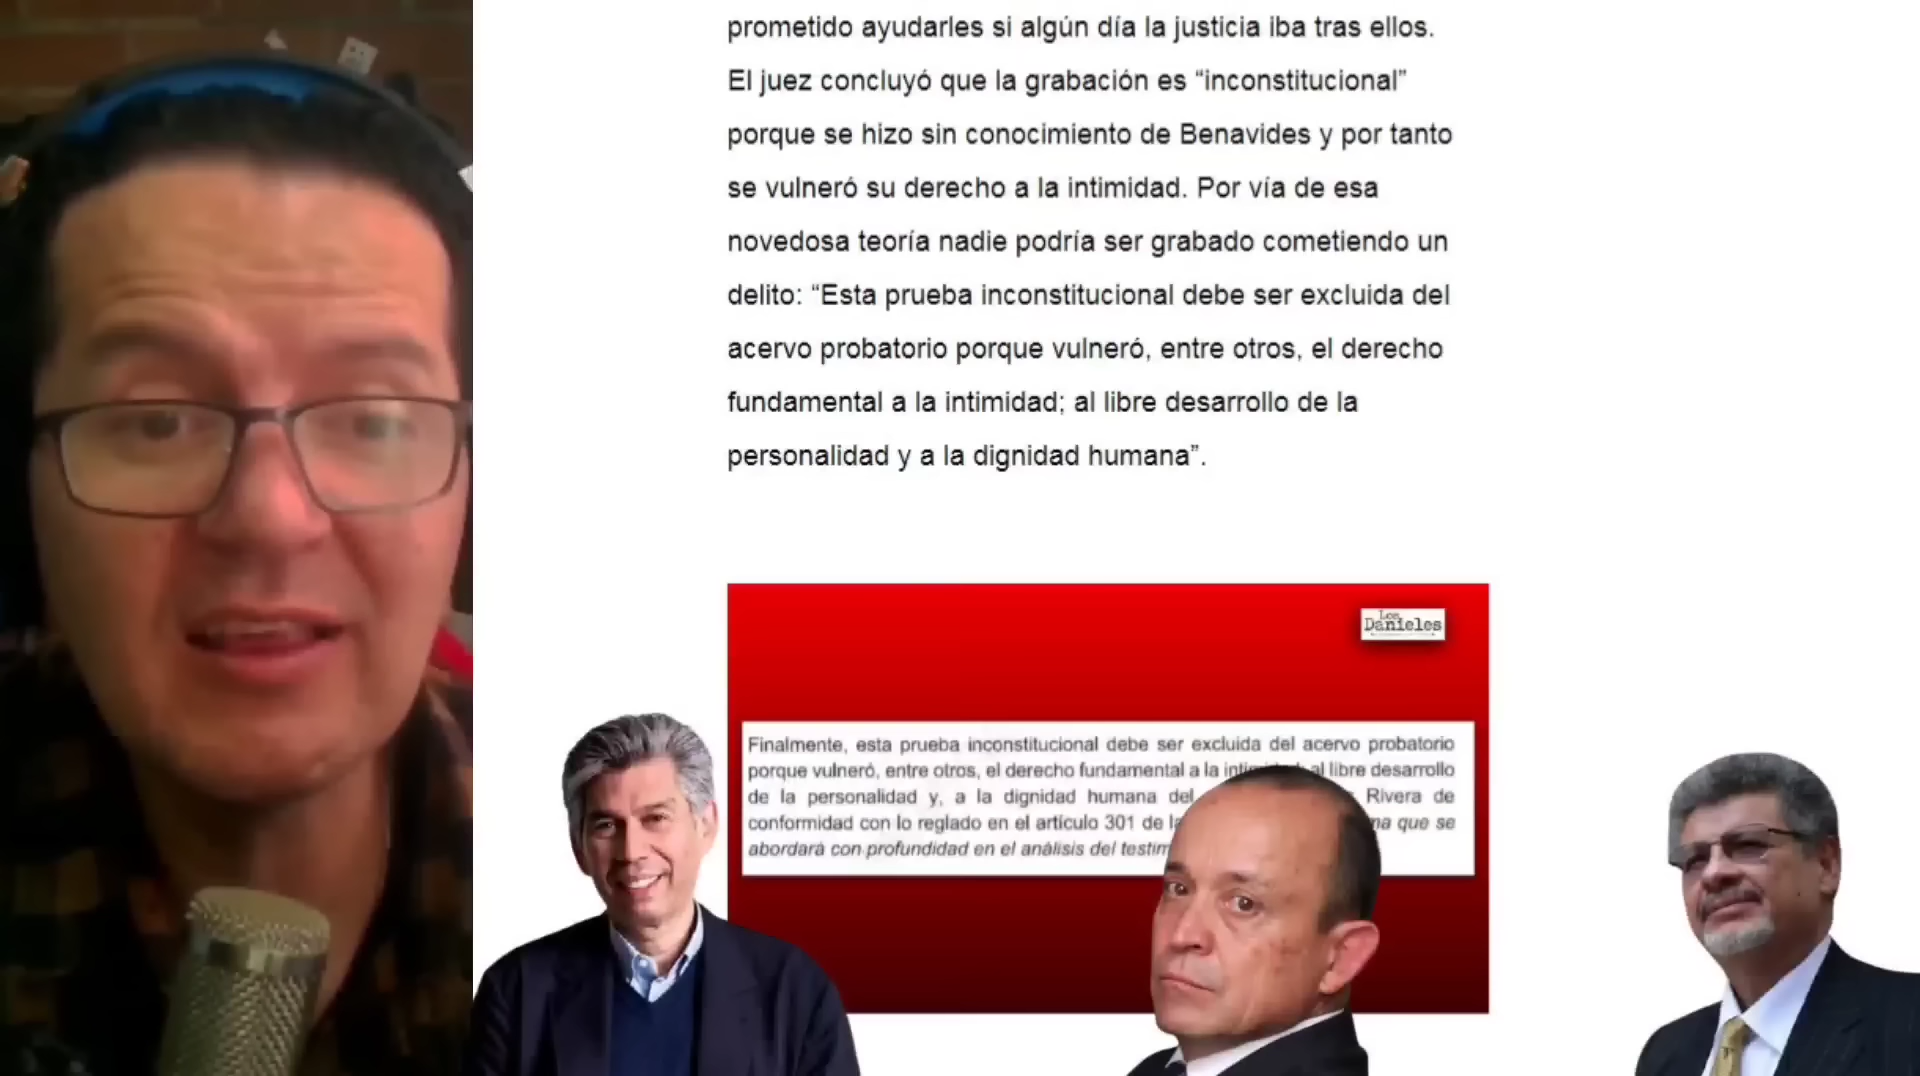 prometido ayudarles si algún día la justicia iba tras ellos.
El juez concluyó que la grabación es “inconstitucional”
porque se hizo sin conocimiento de Benavides y por tanto
se vulneró su derecho a la intimidad. Por vía de esa
novedosa teoría nadie podría ser grabado cometiendo un
delito: “Esta prueba inconstitucional debe ser excluida del
acervo probatorio porque vulneró, entre otros, el derecho
fundamental a la intimidad; al libre desarrollo de la
personalidad y a la dignidad humana”.
Los
Danieles
Finalmente, esta prueba inconstitucional debe ser excluida del acervo probatorio
porque vulneró, entre otros, el derecho fundamental a la al libre desarrollo
de la personalidad y, a la dignidad humana del Rivera de
conformidad con lo reglado en el artículo 301 de que se
abordará con profundidad en el análisis del